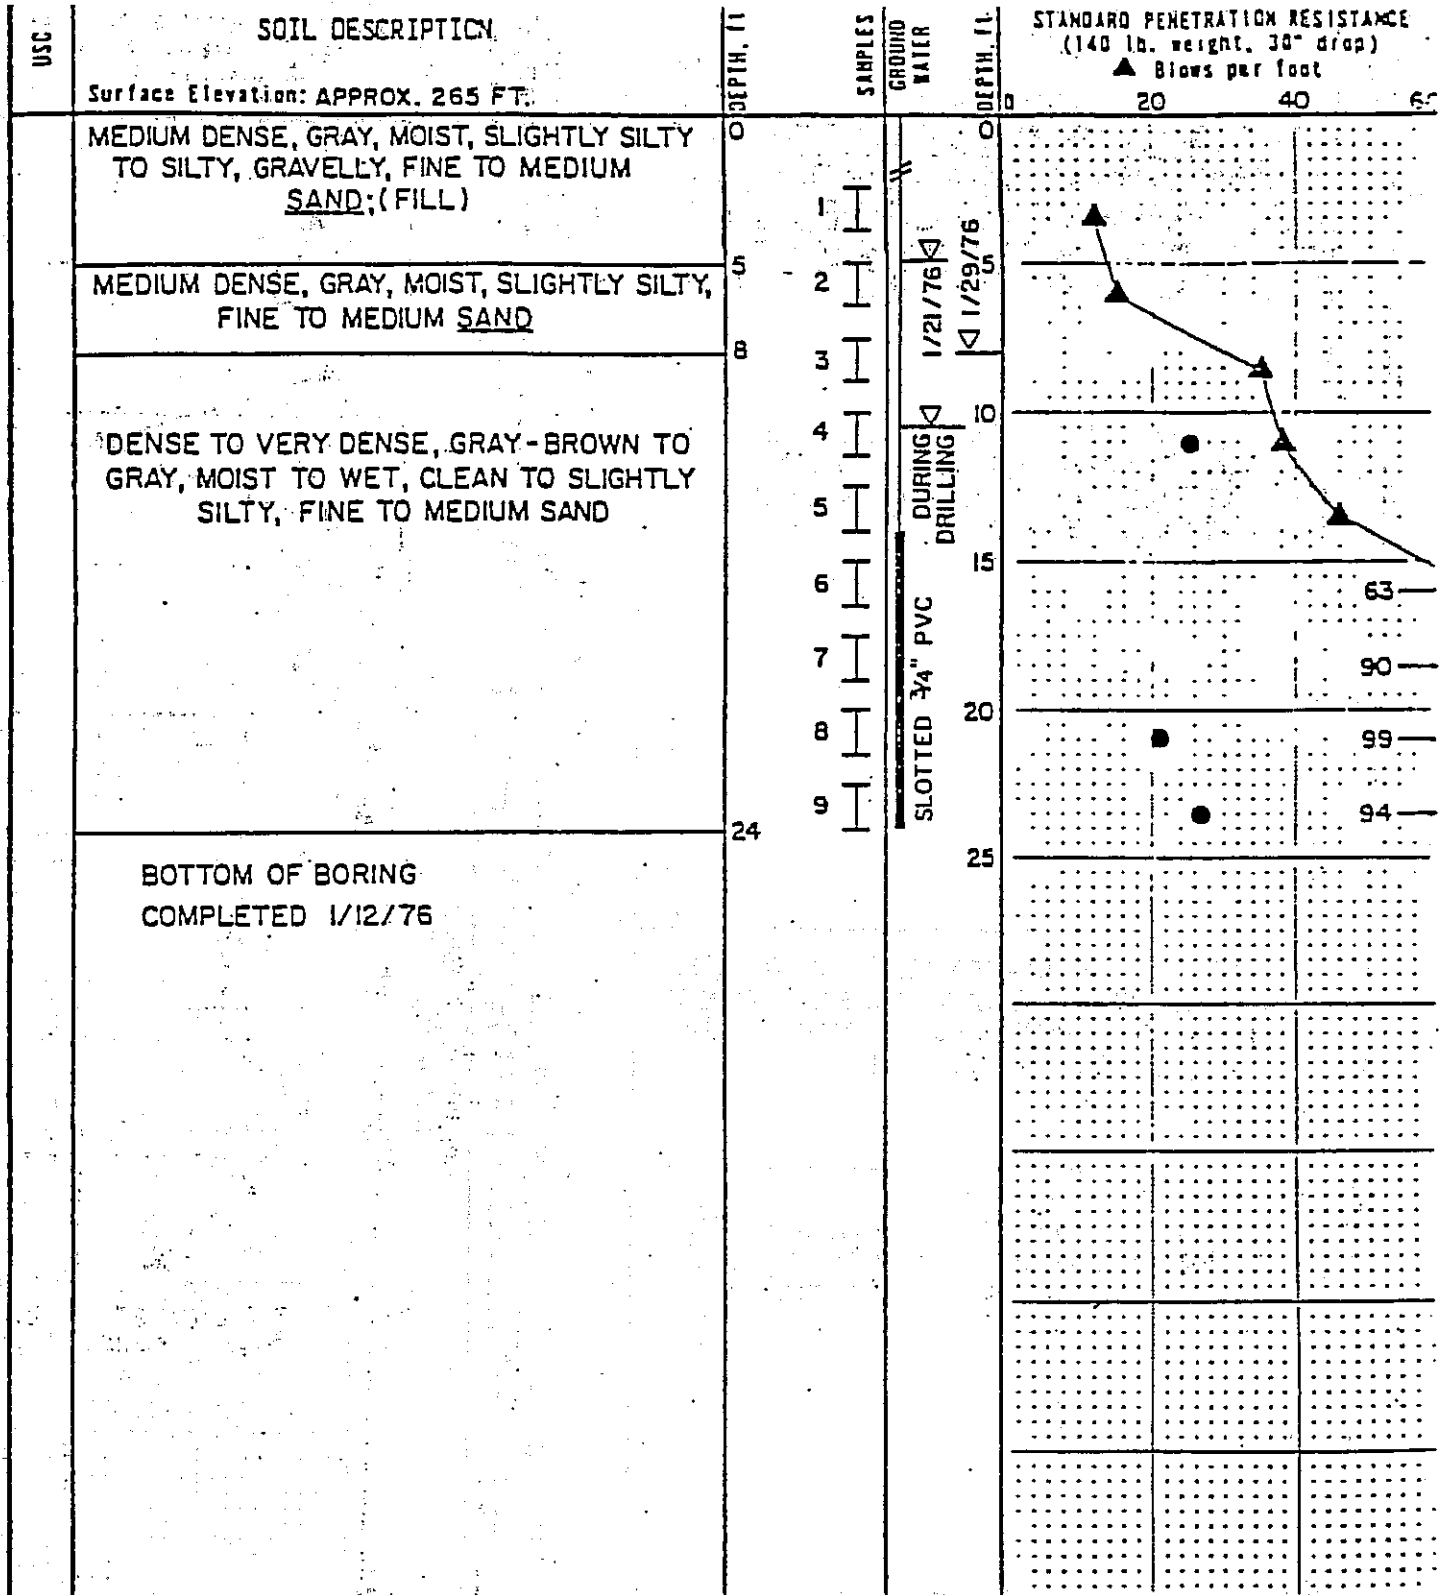 USC
SOIL DESCRIPTION
Surface Elevation: APPROX. 265 FT.
DEPTH, ft
SAMPLES
GROUND
WATER
DEPTH, ft
STANDARD PENETRATION RESISTANCE
(140 lb. weight, 30" drop)
▲ Blows per foot
0 20 40 60
MEDIUM DENSE, GRAY, MOIST, SLIGHTLY SILTY
TO SILTY, GRAVELLY, FINE TO MEDIUM
SAND; (FILL)
0
0
1
5
5
MEDIUM DENSE, GRAY, MOIST, SLIGHTLY SILTY,
FINE TO MEDIUM SAND
2
1/21/76
1/29/76
8
3
DENSE TO VERY DENSE, GRAY-BROWN TO
GRAY, MOIST TO WET, CLEAN TO SLIGHTLY
SILTY, FINE TO MEDIUM SAND
4
10
DURING
DRILLING
5
15
6
63
7
90
SLOTTED 3/4" PVC
20
8
99
9
94
24
25
BOTTOM OF BORING
COMPLETED 1/12/76